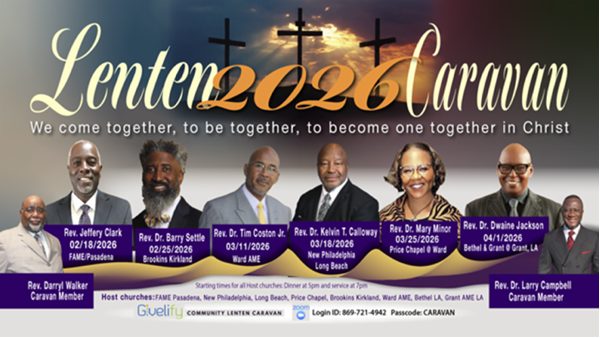 Lenten 2026 Caravan
We come together, to be together, to become one together in Christ
Rev. Jeffery Clark
02/18/2026
FAME/Pasadena
Rev. Dr. Barry Settle
02/25/2026
Brookins Kirkland
Rev. Dr. Tim Coston Jr.
03/11/2026
Ward AME
Rev. Dr. Kelvin T. Calloway
03/18/2026
New Philadelphia
Long Beach
Rev. Dr. Mary Minor
03/25/2026
Price Chapel @ Ward
Rev. Dr. Dwaine Jackson
04/1/2026
Bethel & Grant @ Grant, LA
Rev. Darryl Walker
Caravan Member
Rev. Dr. Larry Campbell
Caravan Member
Starting times for all Host churches: Dinner at 5pm and service at 7pm
Host churches: FAME Pasadena, New Philadelphia, Long Beach, Price Chapel, Brookins Kirkland, Ward AME, Bethel LA, Grant AME LA
Givelify COMMUNITY LENTEN CARAVAN zoom Login ID: 869-721-4942 Passcode: CARAVAN